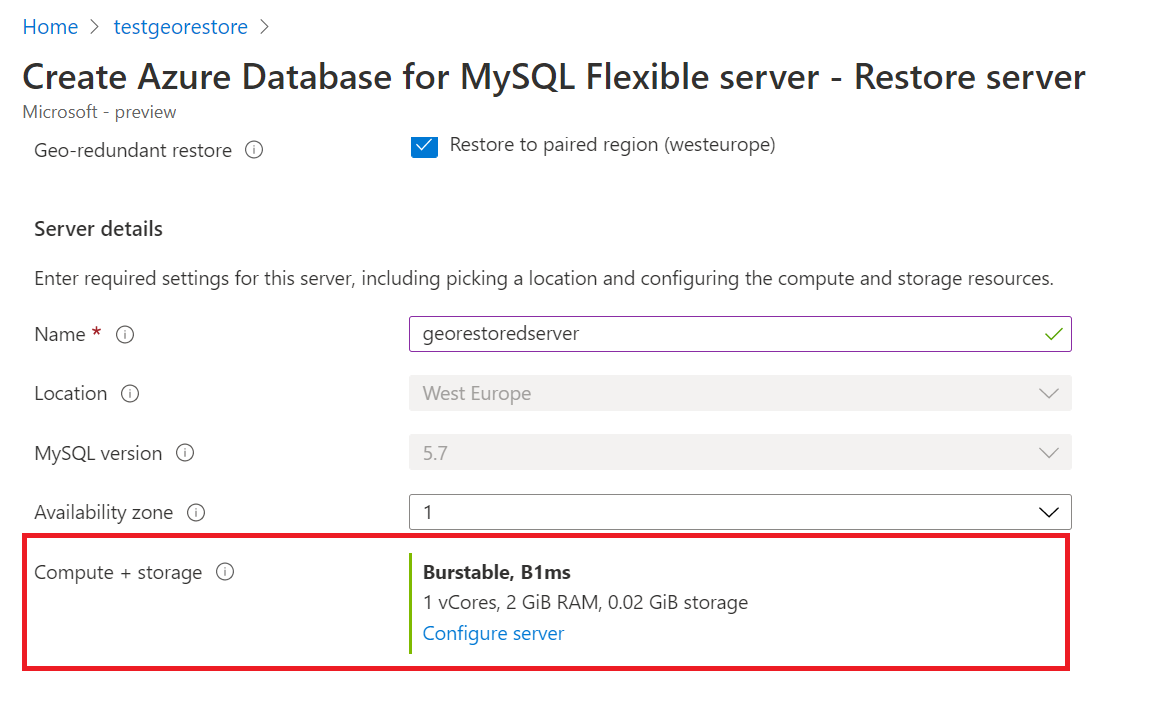 Home > testgeorestore >
Create Azure Database for MySQL Flexible server - Restore server
Microsoft - preview
Geo-redundant restore
Restore to paired region (westeurope)
Server details
Enter required settings for this server, including picking a location and configuring the compute and storage resources.
Name *
georestoredserver
Location
West Europe
MySQL version
5.7
Availability zone
1
Compute + storage
Burstable, B1ms
1 vCores, 2 GiB RAM, 0.02 GiB storage
Configure server